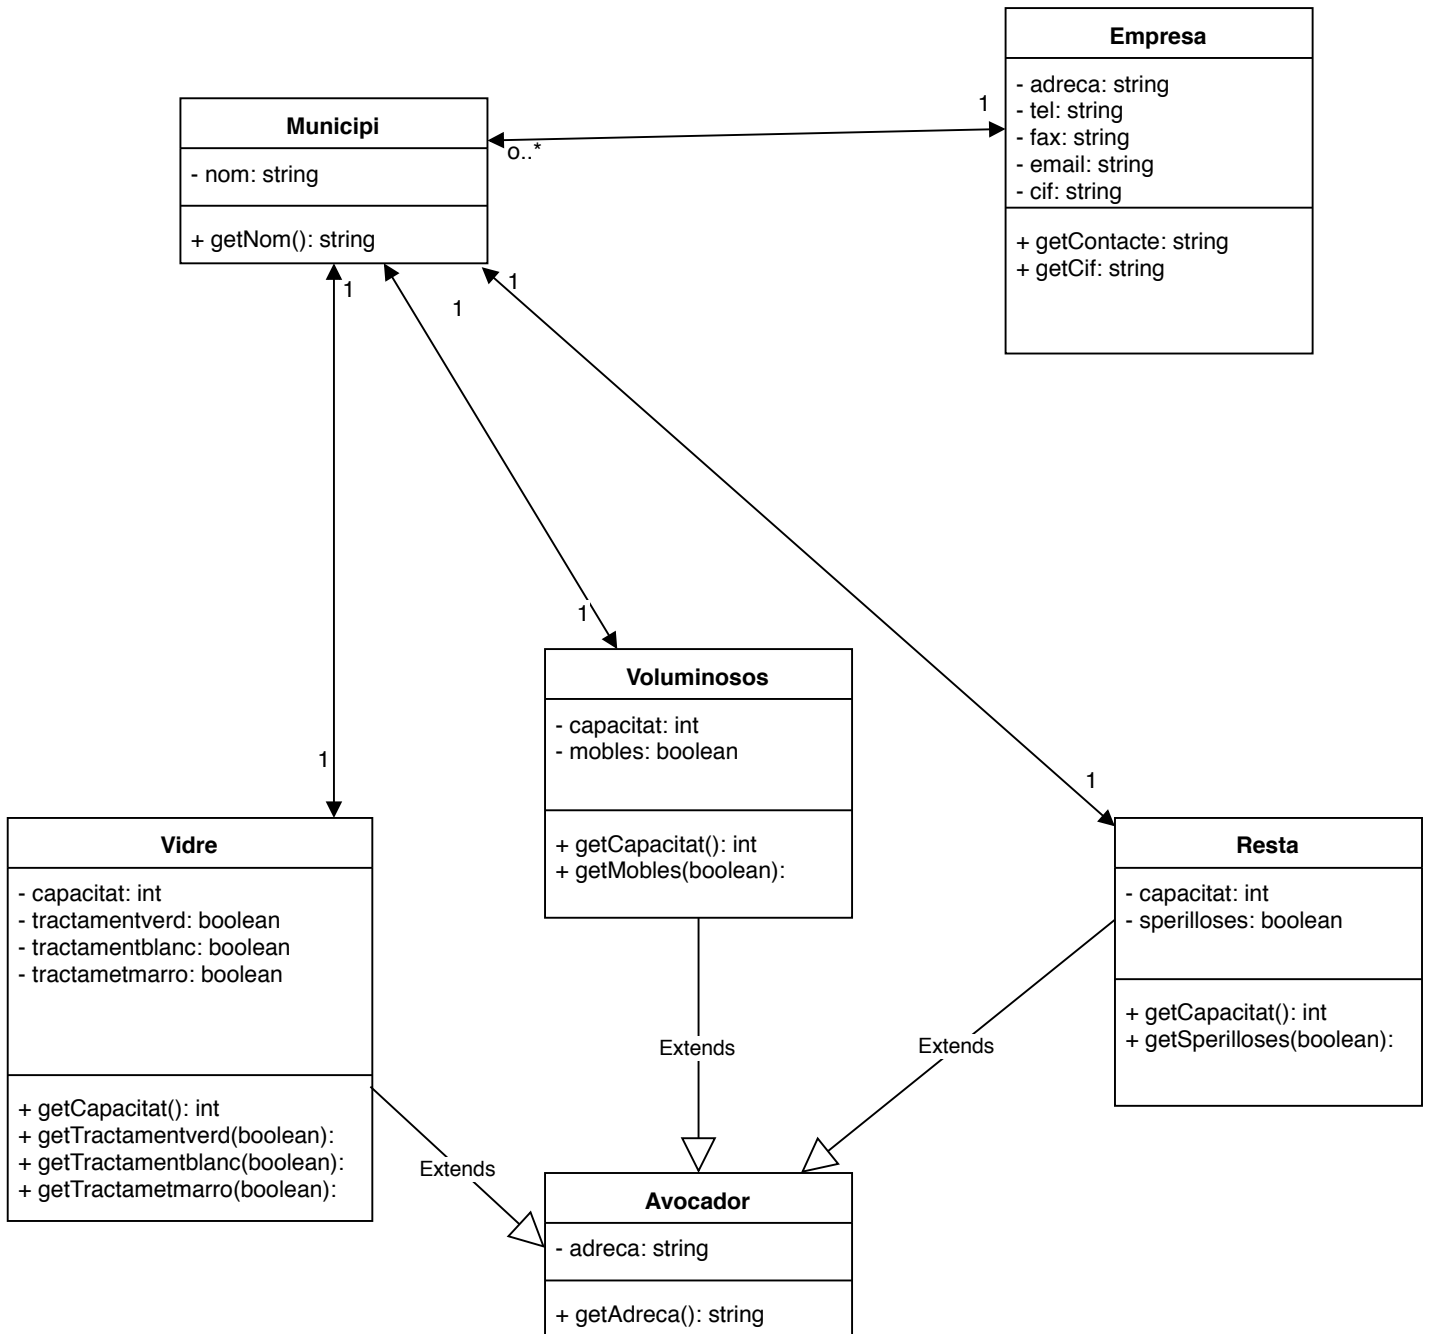 Empresa
- adreca: string
- tel: string
- fax: string
- email: string
- cif: string
+ getContacte: string
+ getCif: string
1
o..*
Municipi
- nom: string
+ getNom(): string
1
1
1
1
1
1
Voluminosos
- capacitat: int
- mobles: boolean
+ getCapacitat(): int
+ getMobles(boolean):
Vidre
- capacitat: int
- tractamentverd: boolean
- tractamentblanc: boolean
- tractametmarro: boolean
+ getCapacitat(): int
+ getTractamentverd(boolean):
+ getTractamentblanc(boolean):
+ getTractametmarro(boolean):
Resta
- capacitat: int
- sperilloses: boolean
+ getCapacitat(): int
+ getSperilloses(boolean):
Extends
Extends
Extends
Avocador
- adreca: string
+ getAdreca(): string